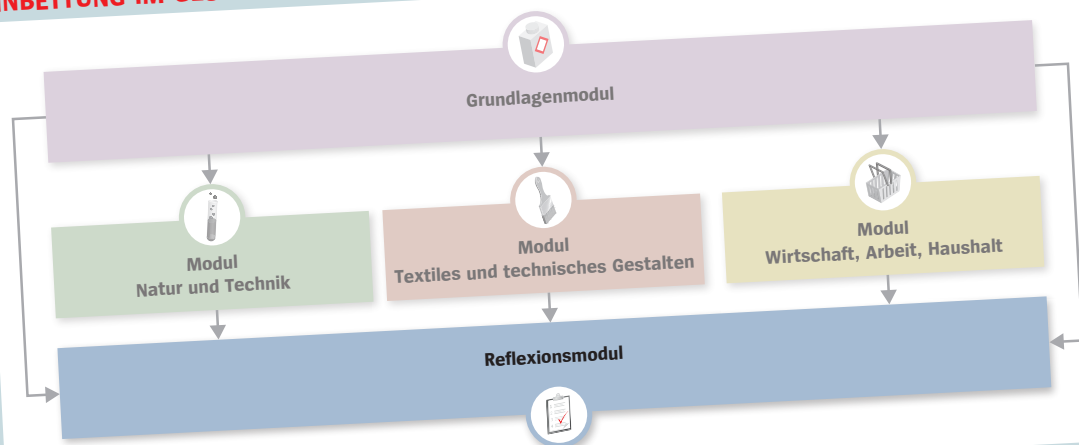 Grundlagenmodul
Modul
Natur und Technik
Modul
Textiles und technisches Gestalten
Modul
Wirtschaft, Arbeit, Haushalt
Reflexionsmodul